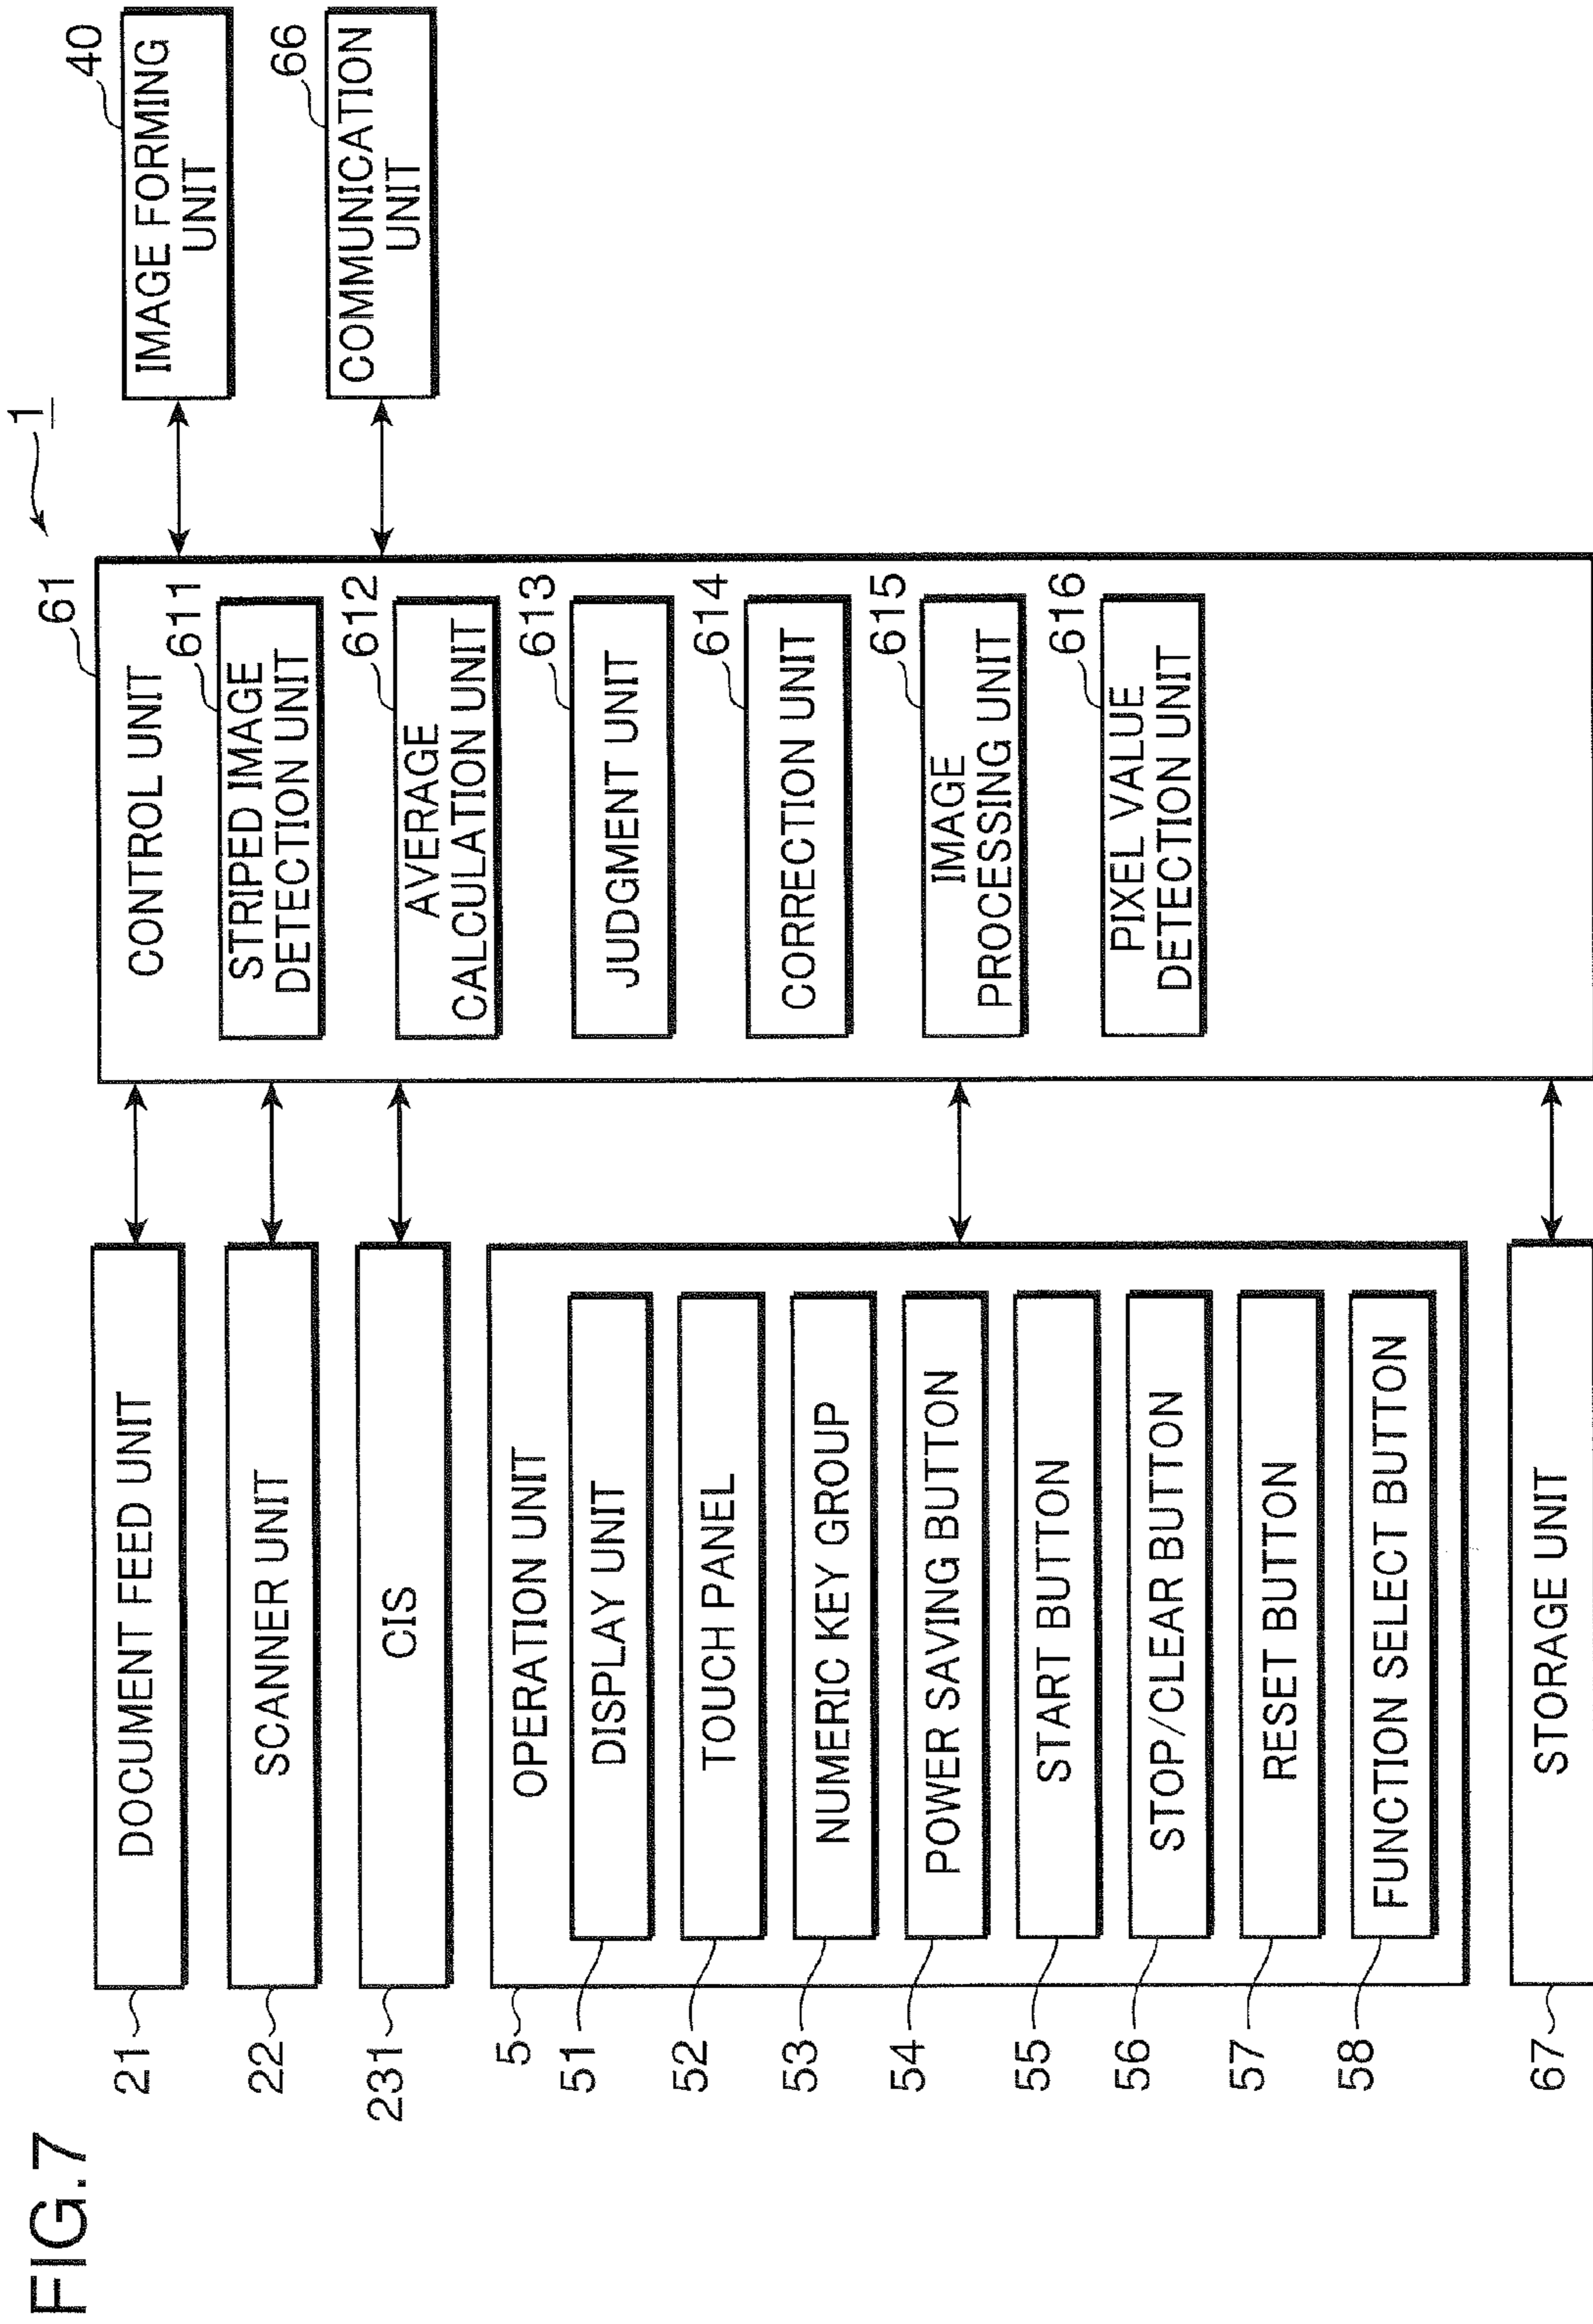 FIG.7
1
21
DOCUMENT FEED UNIT
22
SCANNER UNIT
231
CIS
5
OPERATION UNIT
51
DISPLAY UNIT
52
TOUCH PANEL
53
NUMERIC KEY GROUP
54
POWER SAVING BUTTON
55
START BUTTON
56
STOP/CLEAR BUTTON
57
RESET BUTTON
58
FUNCTION SELECT BUTTON
67
STORAGE UNIT
61
CONTROL UNIT
611
STRIPED IMAGE
DETECTION UNIT
612
AVERAGE
CALCULATION UNIT
613
JUDGMENT UNIT
614
CORRECTION UNIT
615
IMAGE
PROCESSING UNIT
616
PIXEL VALUE
DETECTION UNIT
40
IMAGE FORMING
UNIT
66
COMMUNICATION
UNIT